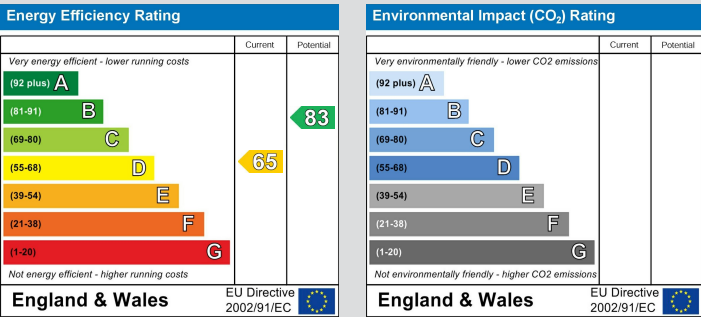 Energy Efficiency Rating
Current Potential
Very energy efficient - lower running costs
(92 plus) A
(81-91) B
(69-80) C
(55-68) D
(39-54) E
(21-38) F
(1-20) G
65
83
Not energy efficient - higher running costs
England & Wales
EU Directive
2002/91/EC
Environmental Impact (CO₂) Rating
Current Potential
Very environmentally friendly - lower CO2 emissions
(92 plus) A
(81-91) B
(69-80) C
(55-68) D
(39-54) E
(21-38) F
(1-20) G
Not environmentally friendly - higher CO2 emissions
England & Wales
EU Directive
2002/91/EC